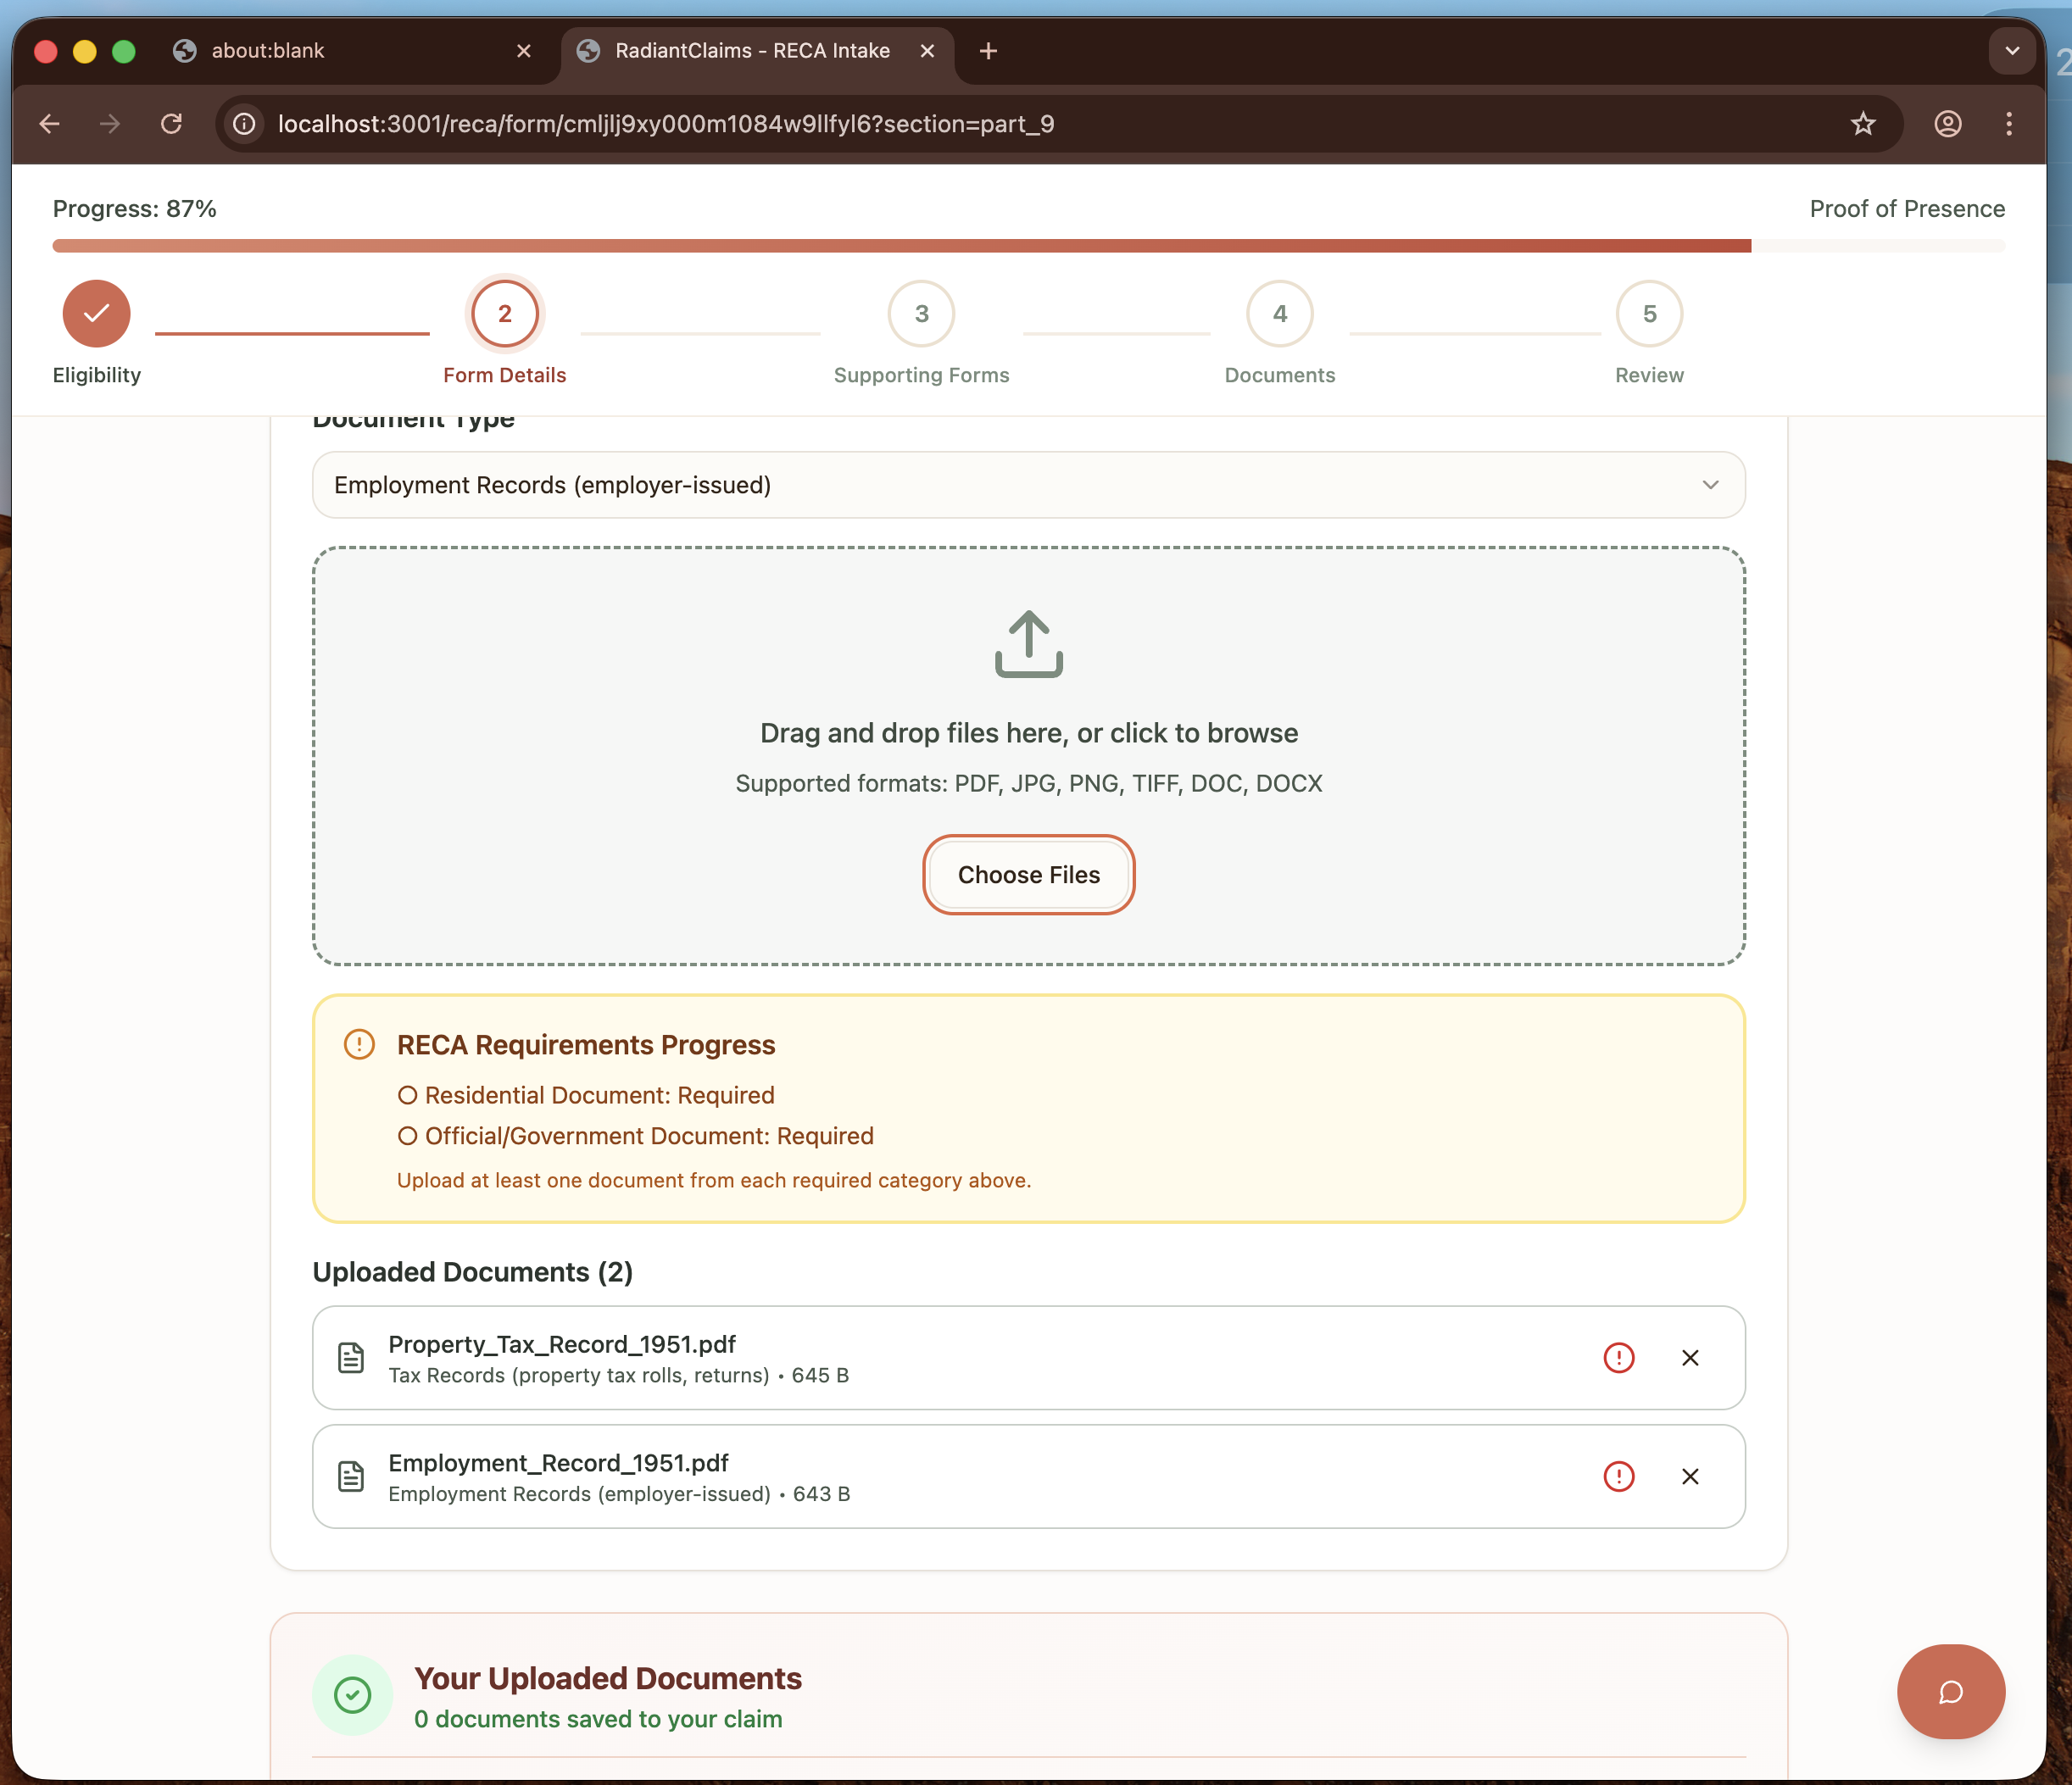 about:blank
RadiantClaims - RECA Intake
localhost:3001/reca/form/cmljlj9xy000m1084w9llfyl6?section=part_9
Progress: 87%
Proof of Presence
2
3
4
5
Eligibility
Form Details
Supporting Forms
Documents
Review
Document Type
Employment Records (employer-issued)
Drag and drop files here, or click to browse
Supported formats: PDF, JPG, PNG, TIFF, DOC, DOCX
Choose Files
RECA Requirements Progress
Residential Document: Required
Official/Government Document: Required
Upload at least one document from each required category above.
Uploaded Documents (2)
Property_Tax_Record_1951.pdf
Tax Records (property tax rolls, returns) • 645 B
Employment_Record_1951.pdf
Employment Records (employer-issued) • 643 B
Your Uploaded Documents
0 documents saved to your claim